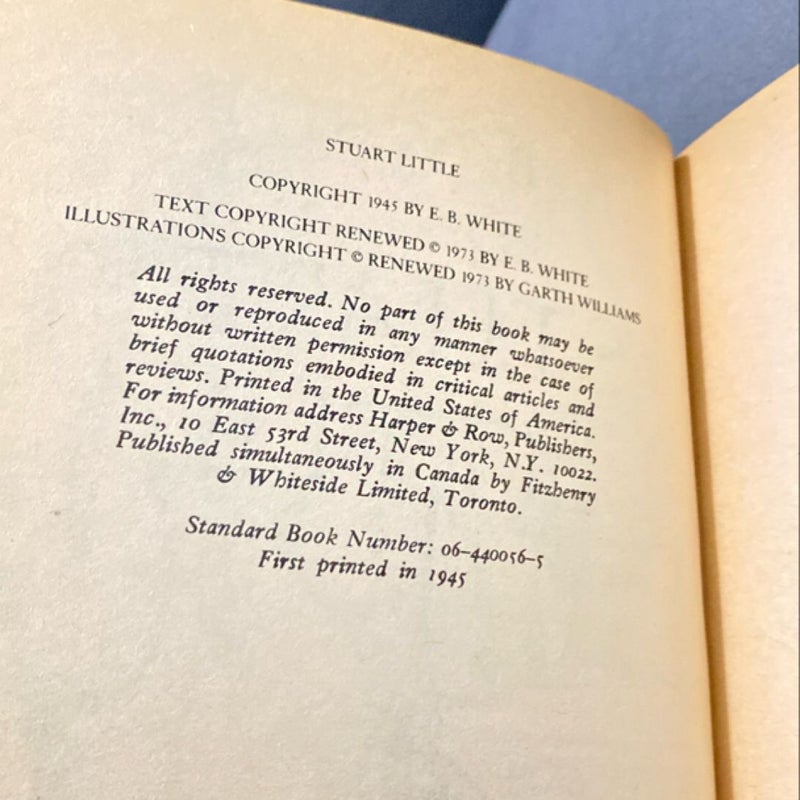 STUART LITTLE
COPYRIGHT 1945 BY E. B. WHITE
TEXT COPYRIGHT RENEWED © 1973 BY E. B. WHITE
ILLUSTRATIONS COPYRIGHT © RENEWED 1973 BY GARTH WILLIAMS
All rights reserved. No part of this book may be
used or reproduced in any manner whatsoever
without written permission except in the case of
brief quotations embodied in critical articles and
reviews. Printed in the United States of America.
For information address Harper & Row, Publishers,
Inc., 10 East 53rd Street, New York, N.Y. 10022.
Published simultaneously in Canada by Fitzhenry
& Whiteside Limited, Toronto.
Standard Book Number: 06-440056-5
First printed in 1945